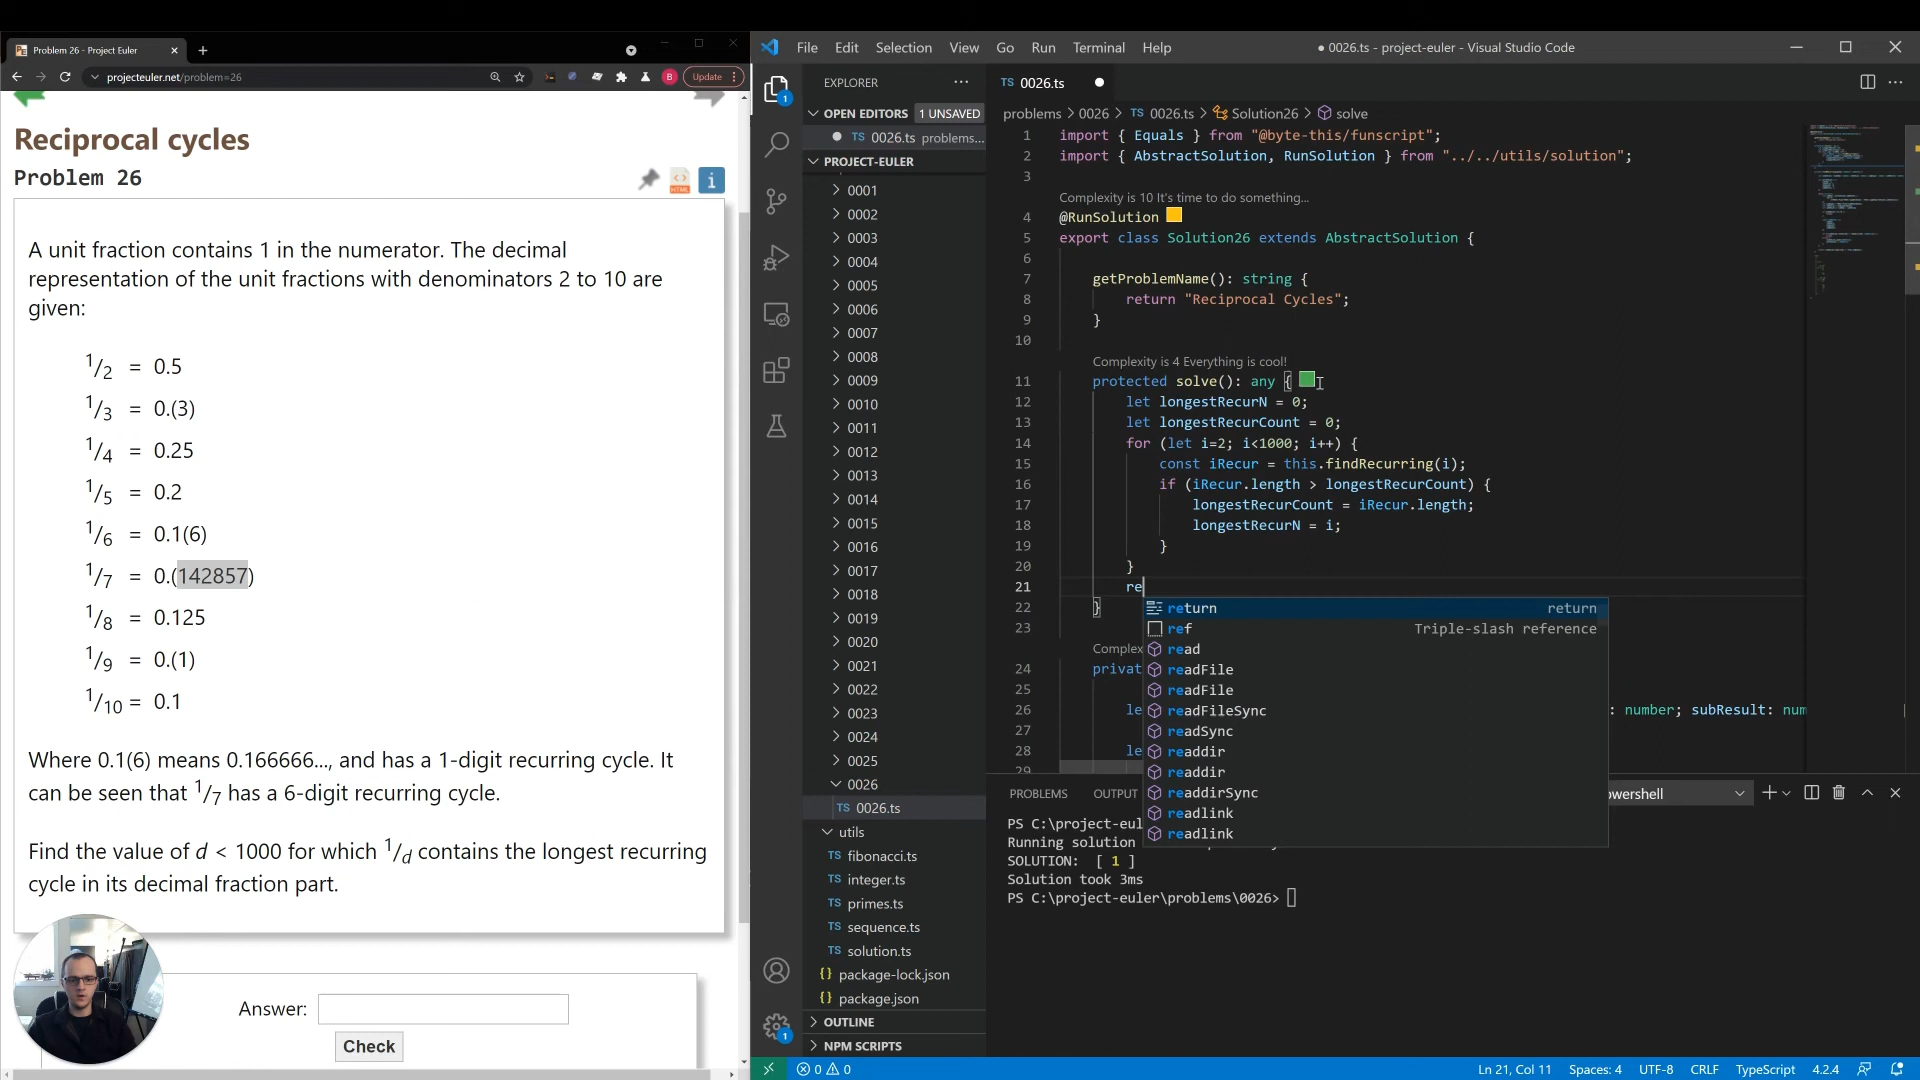 Problem 26 - Project Euler
projecteuler.net/problem=26
B
Update
Reciprocal cycles
Problem 26
HTML
i
A unit fraction contains 1 in the numerator. The decimal
representation of the unit fractions with denominators 2 to 10 are
given:
1/2 = 0.5
1/3 = 0.(3)
1/4 = 0.25
1/5 = 0.2
1/6 = 0.1(6)
1/7 = 0.(142857)
1/8 = 0.125
1/9 = 0.(1)
1/10 = 0.1
Where 0.1(6) means 0.166666..., and has a 1-digit recurring cycle. It
can be seen that 1/7 has a 6-digit recurring cycle.
Find the value of d < 1000 for which 1/d contains the longest recurring
cycle in its decimal fraction part.
Answer:
Check
File Edit Selection View Go Run Terminal Help
● 0026.ts - project-euler - Visual Studio Code
1
1
EXPLORER
OPEN EDITORS 1 UNSAVED
TS 0026.ts problems...
PROJECT-EULER
0001
0002
0003
0004
0005
0006
0007
0008
0009
0010
0011
0012
0013
0014
0015
0016
0017
0018
0019
0020
0021
0022
0023
0024
0025
0026
TS 0026.ts
utils
TS fibonacci.ts
TS integer.ts
TS primes.ts
TS sequence.ts
TS solution.ts
{} package-lock.json
{} package.json
OUTLINE
NPM SCRIPTS
TS 0026.ts
problems > 0026 > TS 0026.ts > Solution26 > solve
1 import { Equals } from "@byte-this/funscript";
2 import { AbstractSolution, RunSolution } from "../../utils/solution";
3
Complexity is 10 It's time to do something...
4 @RunSolution
5 export class Solution26 extends AbstractSolution {
6
7 getProblemName(): string {
8 return "Reciprocal Cycles";
9 }
10
Complexity is 4 Everything is cool!
11 protected solve(): any {
12 let longestRecurN = 0;
13 let longestRecurCount = 0;
14 for (let i=2; i<1000; i++) {
15 const iRecur = this.findRecurring(i);
16 if (iRecur.length > longestRecurCount) {
17 longestRecurCount = iRecur.length;
18 longestRecurN = i;
19 }
20 }
21 re
22 }
23
Complex
24 privat
25
26 le : number; subResult: num
27
28 le
29
return return
ref Triple-slash reference
read
readFile
readFile
readFileSync
readSync
readdir
readdir
readdirSync
readlink
readlink
PROBLEMS OUTPUT owershell
PS C:\project-eul
Running solution
SOLUTION: [ 1 ]
Solution took 3ms
PS C:\project-euler\problems\0026>
0 0
Ln 21, Col 11 Spaces: 4 UTF-8 CRLF TypeScript 4.2.4